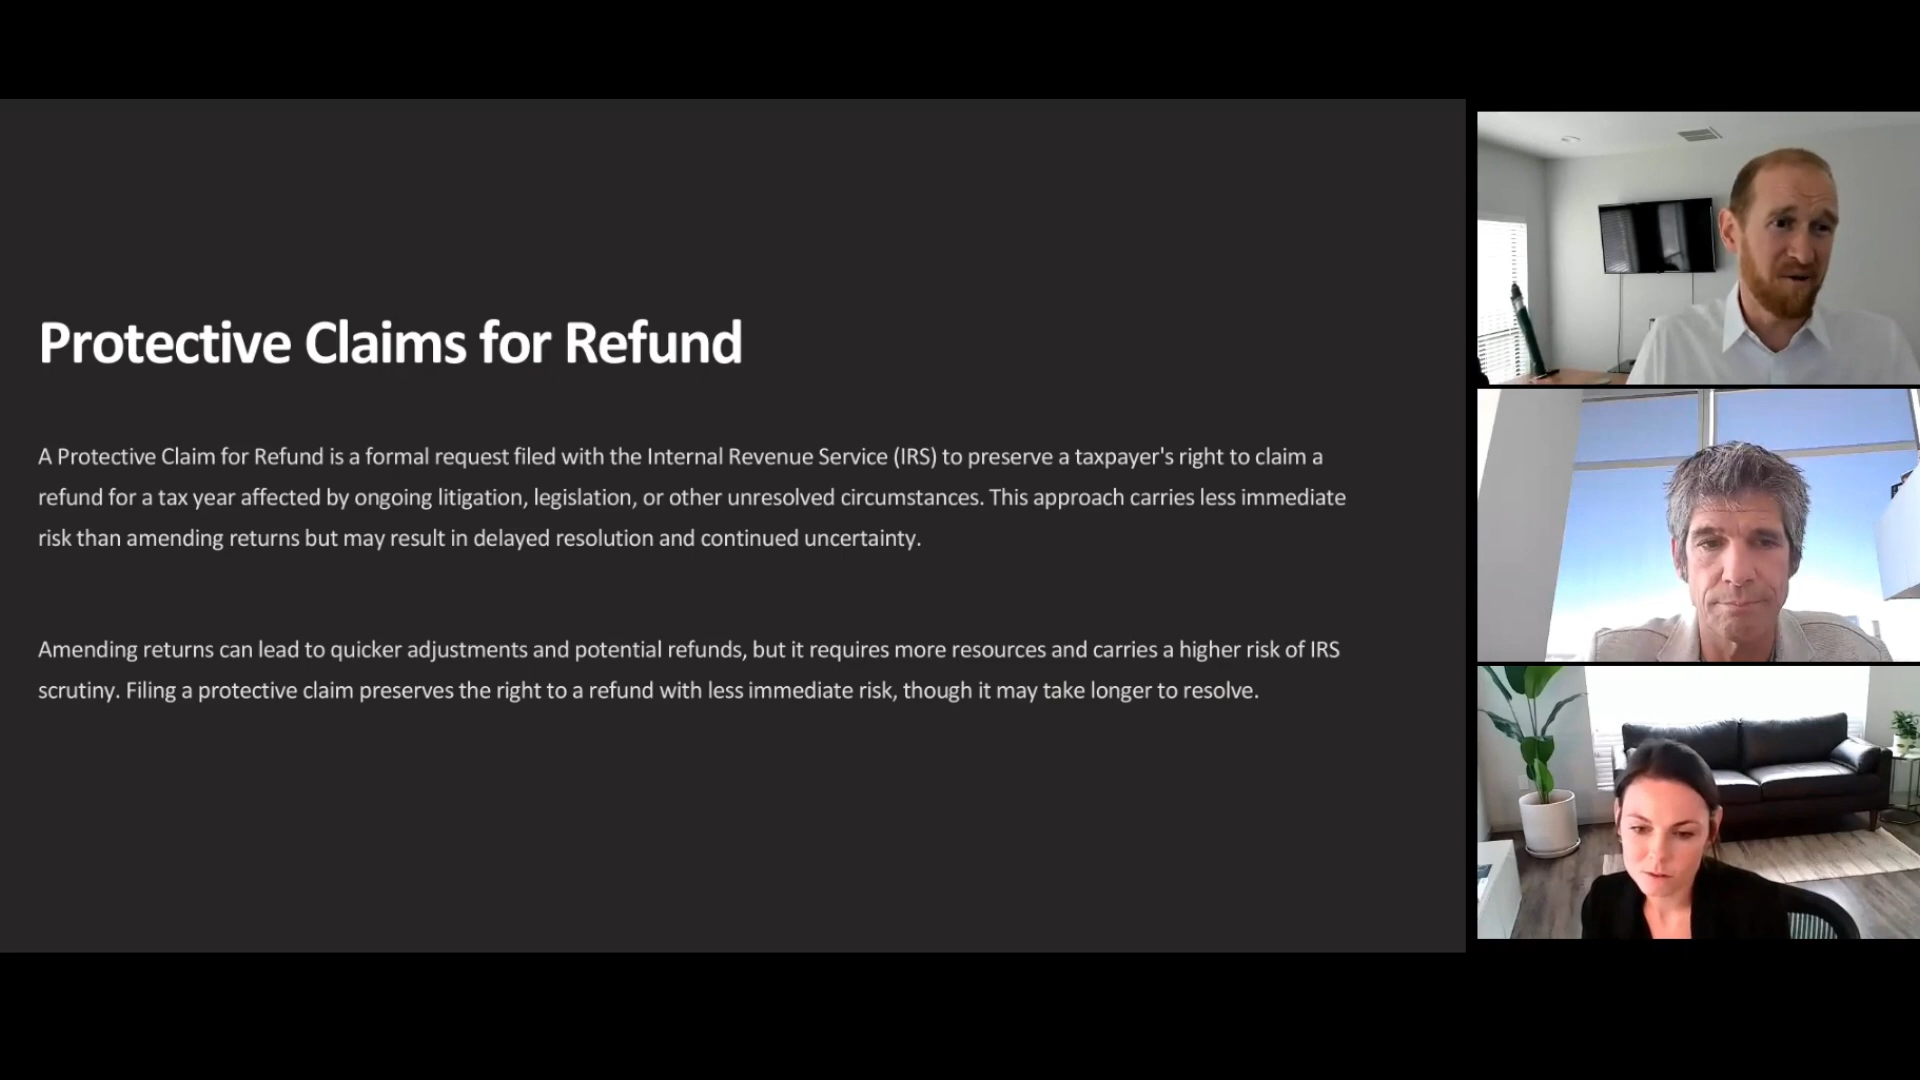 Protective Claims for Refund
A Protective Claim for Refund is a formal request filed with the Internal Revenue Service (IRS) to preserve a taxpayer's right to claim a
refund for a tax year affected by ongoing litigation, legislation, or other unresolved circumstances. This approach carries less immediate
risk than amending returns but may result in delayed resolution and continued uncertainty.
Amending returns can lead to quicker adjustments and potential refunds, but it requires more resources and carries a higher risk of IRS
scrutiny. Filing a protective claim preserves the right to a refund with less immediate risk, though it may take longer to resolve.